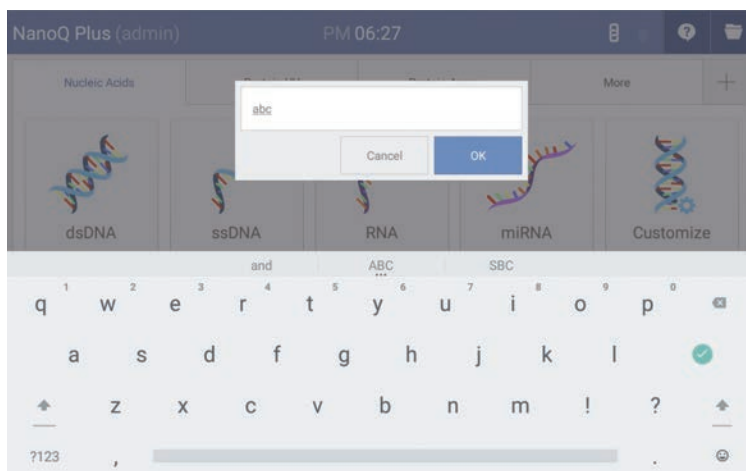 NanoQ Plus (admin) PM 06:27
Nucleic Acids More
abc
Cancel OK
dsDNA ssDNA RNA miRNA Customize
and ABC SBC
1 2 3 4 5 6 7 8 9 0
q w e r t y u i o p
a s d f g h j k l
z x c v b n m ! ?
?123 , .